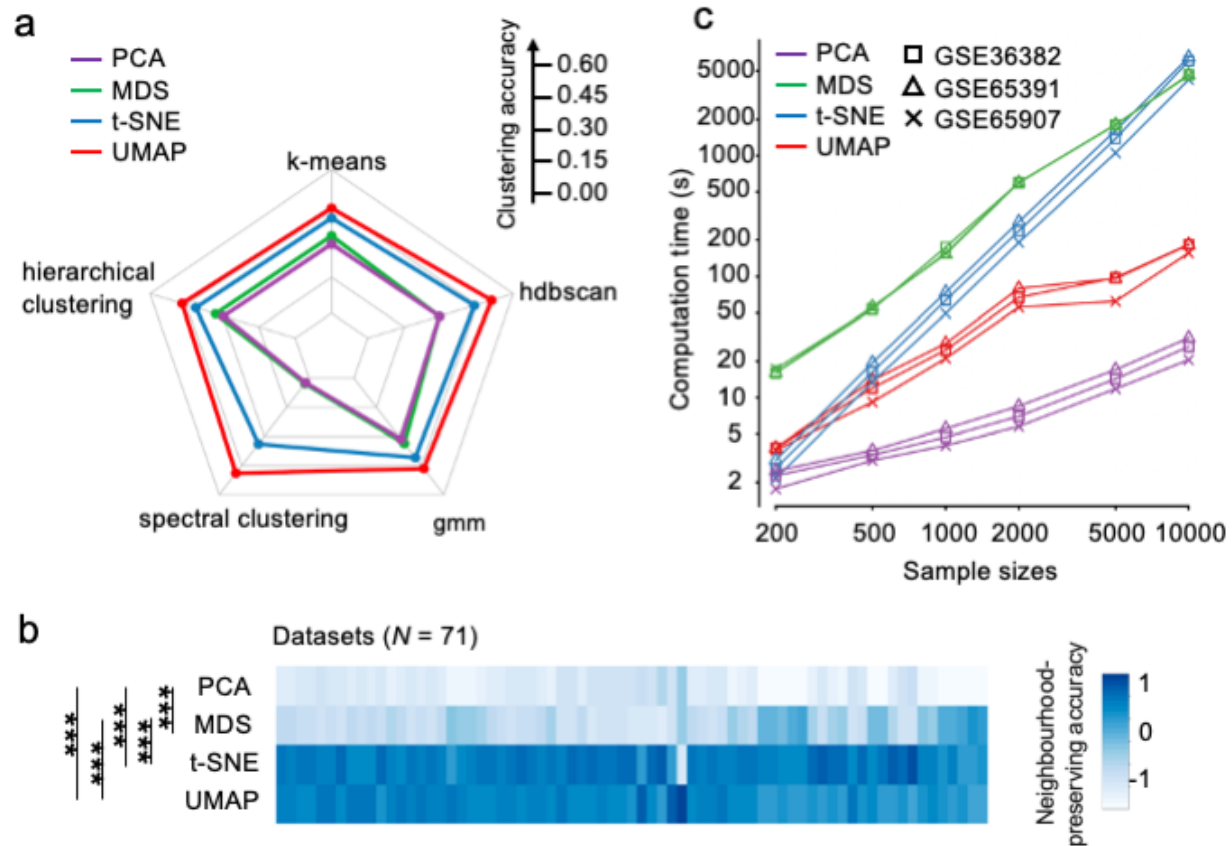 a
PCA
MDS
t-SNE
UMAP
Clustering accuracy
0.60
0.45
0.30
0.15
0.00
k-means
hdbscan
gmm
spectral clustering
hierarchical
clustering
c
PCA
MDS
t-SNE
UMAP
GSE36382
GSE65391
GSE65907
Computation time (s)
5000
2000
1000
500
200
100
50
20
10
5
2
200 500 1000 2000 5000 10000
Sample sizes
b
Datasets (N = 71)
PCA
MDS
t-SNE
UMAP
***
***
***
***
***
Neighbourhood-
preserving accuracy
1
0
-1